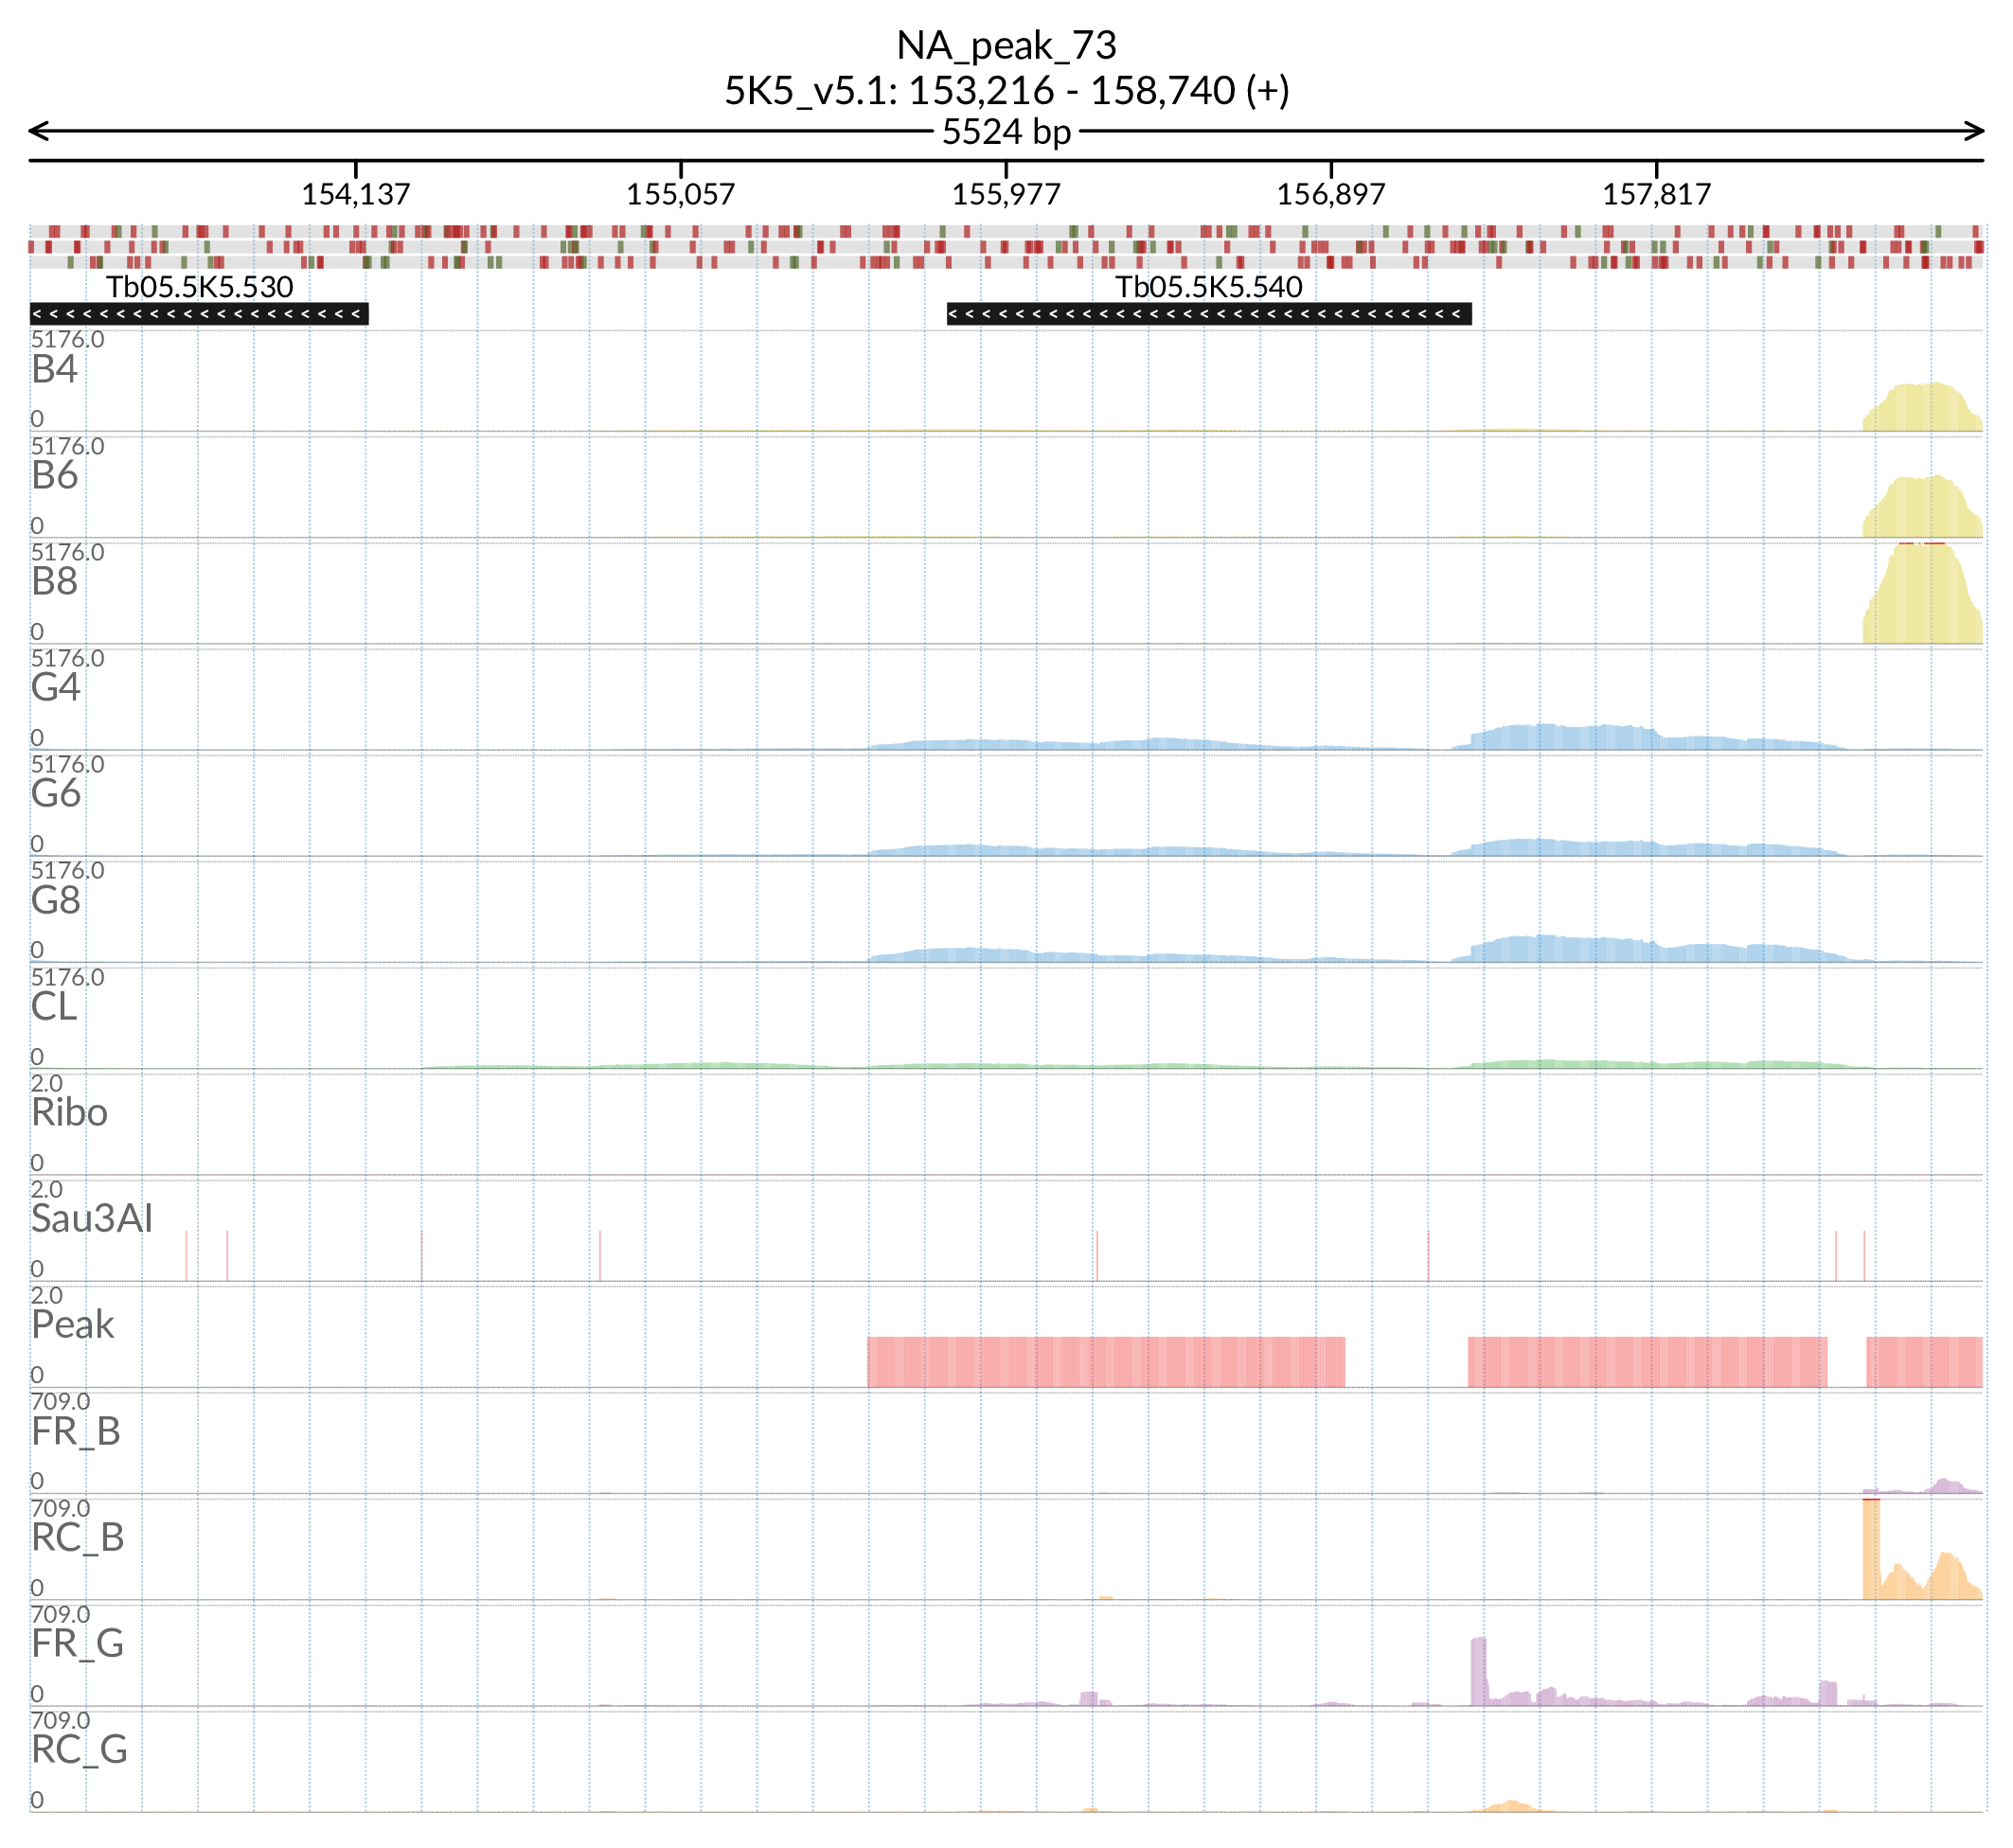 NA_peak_73
5K5_v5.1: 153,216 - 158,740 (+)
5524 bp
154,137 155,057 155,977 156,897 157,817
Tb05.5K5.530 Tb05.5K5.540
5176.0
B4
0
5176.0
B6
0
5176.0
B8
0
5176.0
G4
0
5176.0
G6
0
5176.0
G8
0
5176.0
CL
0
2.0
Ribo
0
2.0
Sau3AI
0
2.0
Peak
0
709.0
FR_B
0
709.0
RC_B
0
709.0
FR_G
0
709.0
RC_G
0